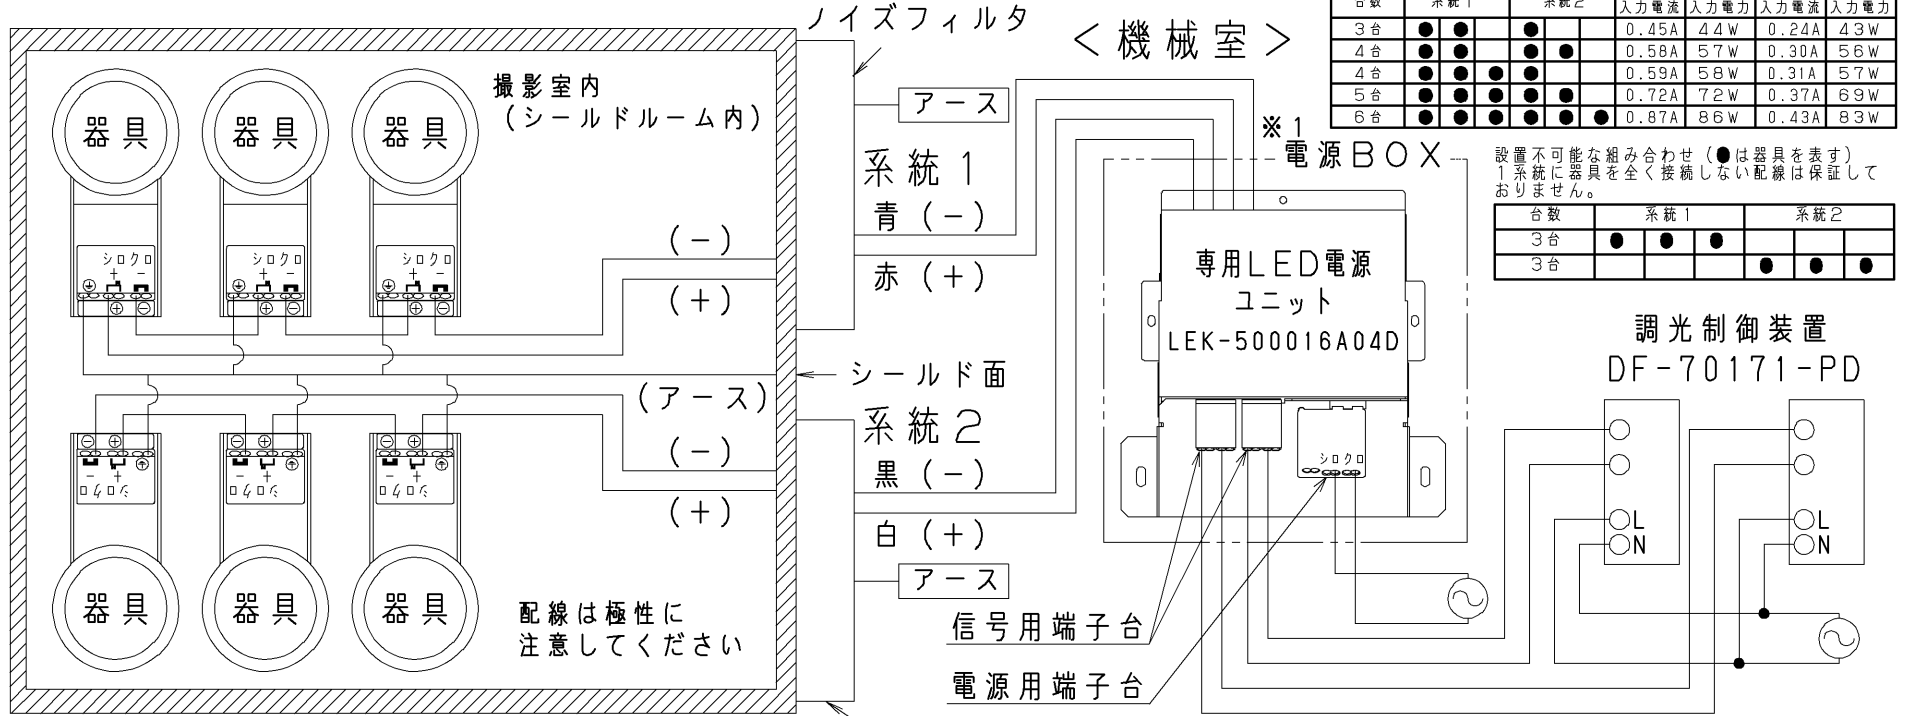 ノイズフィルタ
<機械室>
台数 系統1 系統2 入力電流 入力電力 入力電流 入力電力
3台 ● ● ● 0.45A 44W 0.24A 43W
4台 ● ● ● ● 0.58A 57W 0.30A 56W
4台 ● ● ● ● 0.59A 58W 0.31A 57W
5台 ● ● ● ● ● 0.72A 72W 0.37A 69W
6台 ● ● ● ● ● ● 0.87A 86W 0.43A 83W
設置不可能な組み合わせ(●は器具を表す)
1系統に器具を全く接続しない配線は保証して
おりません。
台数 系統1 系統2
3台 ● ● ●
3台 ● ● ●
撮影室内
(シールドルーム内)
器具 器具 器具
シロクロ シロクロ シロクロ
+ - + - + -
(-)
(+)
(アース)
(-)
(+)
- + - + - +
シロクロ シロクロ シロクロ
器具 器具 器具
配線は極性に
注意してください
アース
系統1
青(-)
赤(+)
シールド面
系統2
黒(-)
白(+)
アース
※1
電源BOX
専用LED電源
ユニット
LEK-500016A04D
シロクロ
信号用端子台
電源用端子台
調光制御装置
DF-70171-PD
L
N
L
N